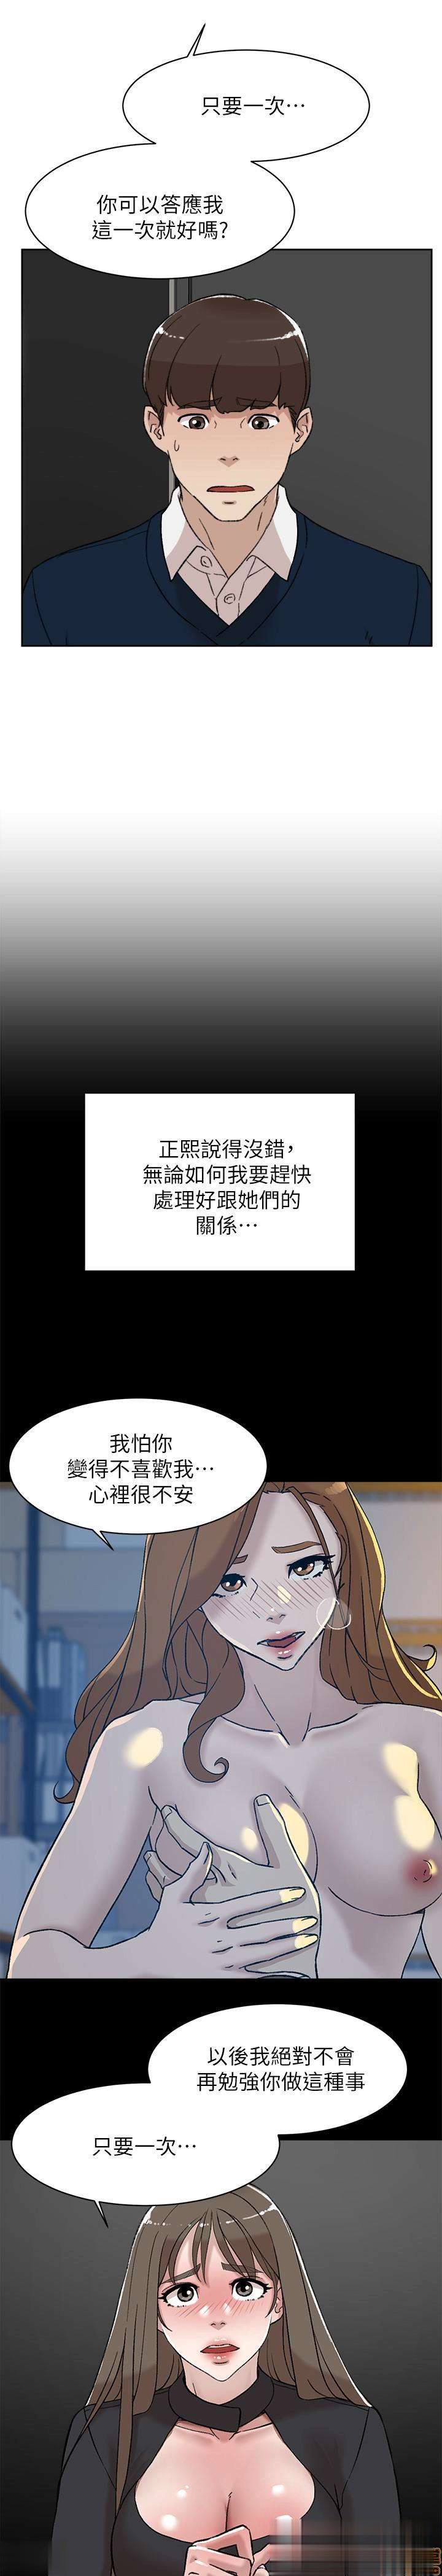 只要一次…
你可以答應我
這一次就好嗎?
正熙說得沒錯,
無論如何我要趕快
處理好跟她們的
關係…
我怕你
變得不喜歡我…
心裡很不安
以後我絕對不會
再勉強你做這種事
只要一次…